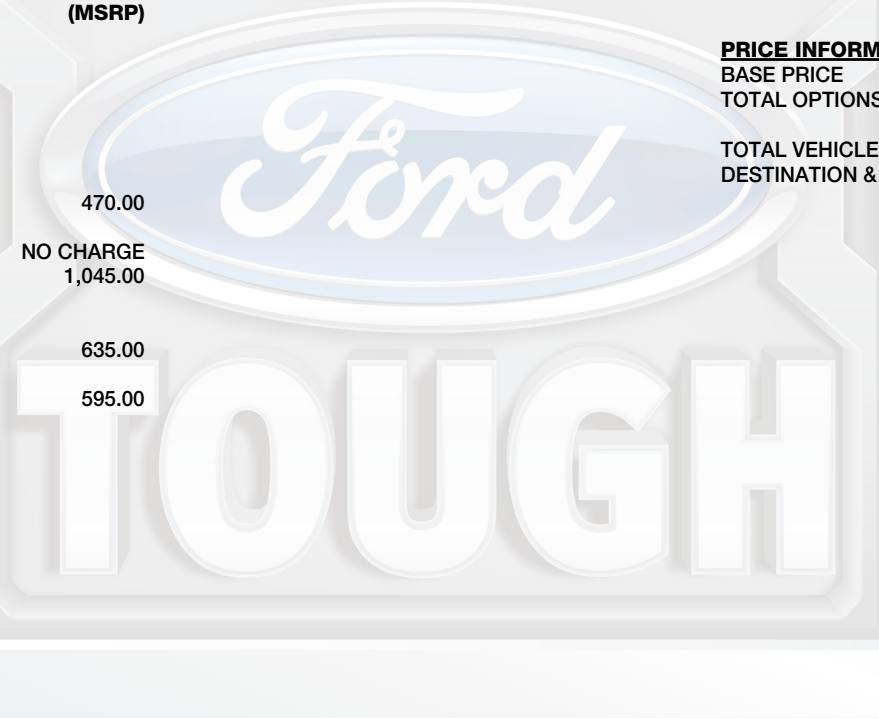 (MSRP)
470.00
NO CHARGE
1,045.00
635.00
595.00
PRICE INFORM
BASE PRICE
TOTAL OPTIONS
TOTAL VEHICLE
DESTINATION &
Ford
TOUGH